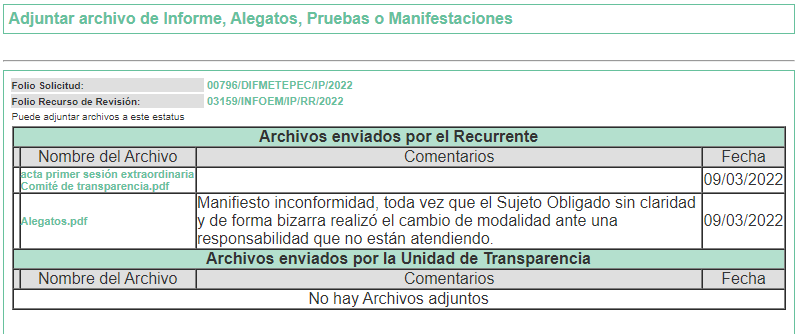 Adjuntar archivo de Informe, Alegatos, Pruebas o Manifestaciones
Folio Solicitud: 00796/DIFMETEPEC/IP/2022
Folio Recurso de Revisión: 03159/INFOEM/IP/RR/2022
Puede adjuntar archivos a este estatus
Archivos enviados por el Recurrente
Nombre del Archivo Comentarios Fecha
acta primer sesión extraordinaria
Comité de transparencia.pdf 09/03/2022
Manifiesto inconformidad, toda vez que el Sujeto Obligado sin claridad
Alegatos.pdf y de forma bizarra realizó el cambio de modalidad ante una 09/03/2022
responsabilidad que no están atendiendo.
Archivos enviados por la Unidad de Transparencia
Nombre del Archivo Comentarios Fecha
No hay Archivos adjuntos